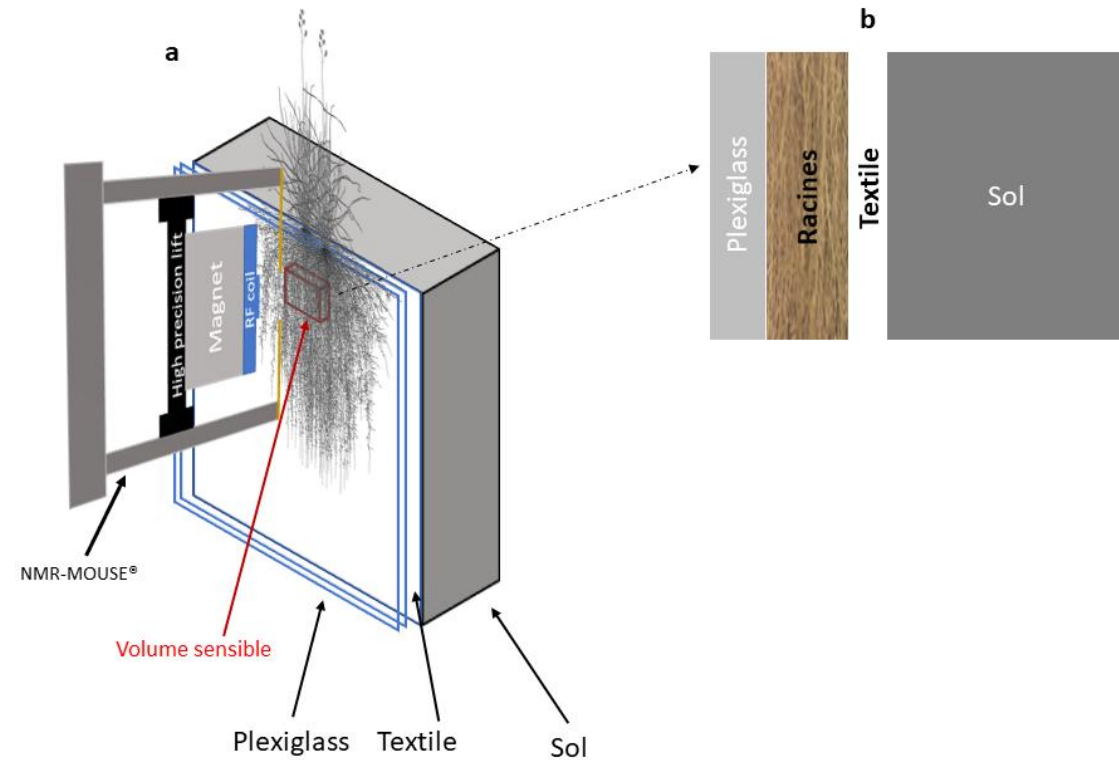 a
b
High precision lift
Magnet
RF coil
Plexiglass
Racines
Textile
Sol
NMR-MOUSE®
Volume sensible
Plexiglass
Textile
Sol